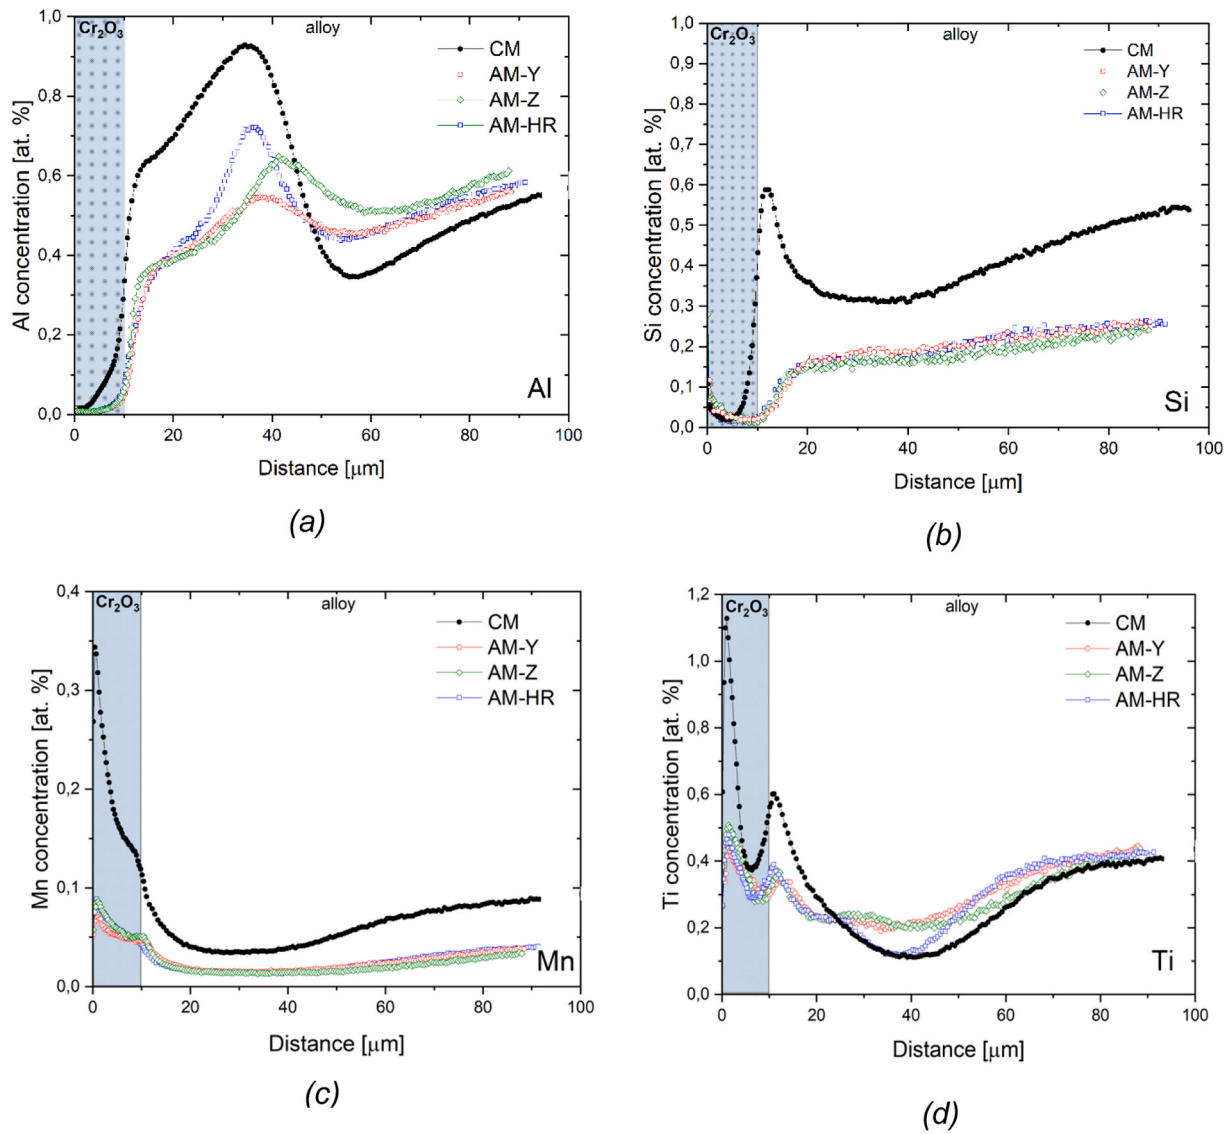 Al concentration [at. %]
1,0
0,8
0,6
0,4
0,2
0,0
Cr₂O₃
alloy
CM
AM-Y
AM-Z
AM-HR
Al
0 20 40 60 80 100
Distance [μm]
(a)
Si concentration [at. %]
1,0
0,9
0,8
0,7
0,6
0,5
0,4
0,3
0,2
0,1
0,0
Cr₂O₃
alloy
CM
AM-Y
AM-Z
AM-HR
Si
0 20 40 60 80 100
Distance [μm]
(b)
Mn concentration [at. %]
0,4
0,3
0,2
0,1
0,0
Cr₂O₃
alloy
CM
AM-Y
AM-Z
AM-HR
Mn
0 20 40 60 80 100
Distance [μm]
(c)
Ti concentration [at. %]
1,2
1,0
0,8
0,6
0,4
0,2
0,0
Cr₂O₃
alloy
CM
AM-Y
AM-Z
AM-HR
Ti
0 20 40 60 80 100
Distance [μm]
(d)